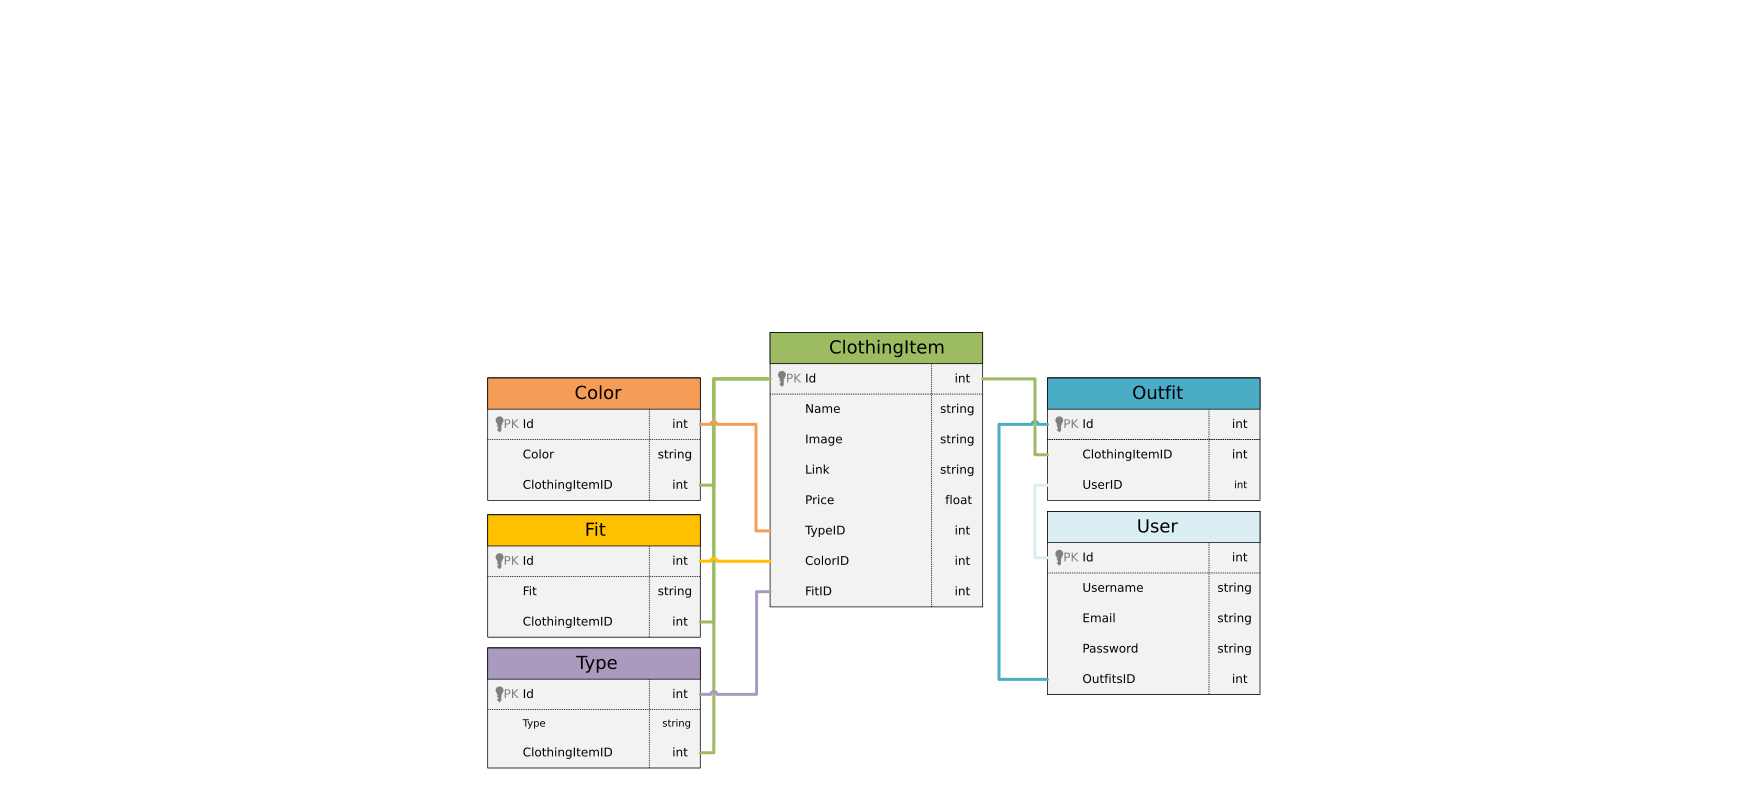 Color
PK Id int
Color string
ClothingItemID int
Fit
PK Id int
Fit string
ClothingItemID int
Type
PK Id int
Type string
ClothingItemID int
ClothingItem
PK Id int
Name string
Image string
Link string
Price float
TypeID int
ColorID int
FitID int
Outfit
PK Id int
ClothingItemID int
UserID int
User
PK Id int
Username string
Email string
Password string
OutfitsID int